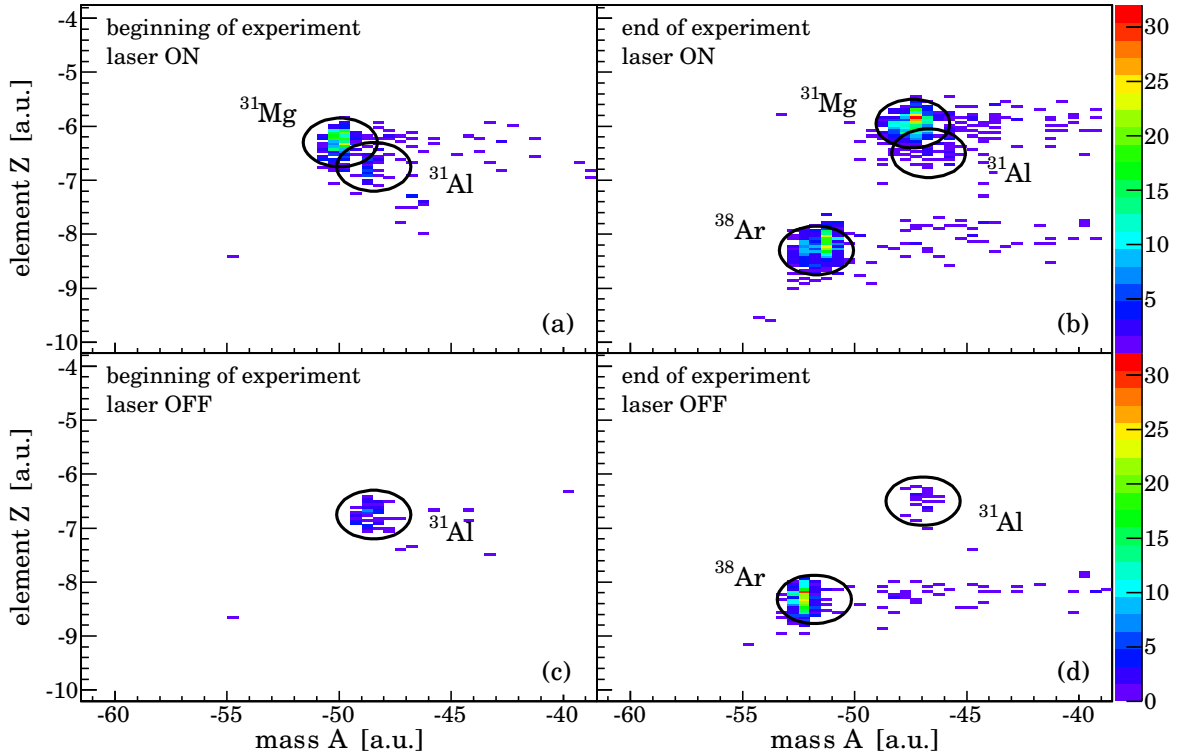 beginning of experiment
laser ON
³¹Mg
³¹Al
(a)
end of experiment
laser ON
³¹Mg
³¹Al
³⁸Ar
(b)
30
25
20
15
10
5
-4
-5
-6
-7
-8
-9
-10
element Z [a.u.]
beginning of experiment
laser OFF
³¹Al
(c)
end of experiment
laser OFF
³¹Al
³⁸Ar
(d)
30
25
20
15
10
5
0
-4
-5
-6
-7
-8
-9
-10
element Z [a.u.]
-60 -55 -50 -45 -40
mass A [a.u.]
-60 -55 -50 -45 -40
mass A [a.u.]